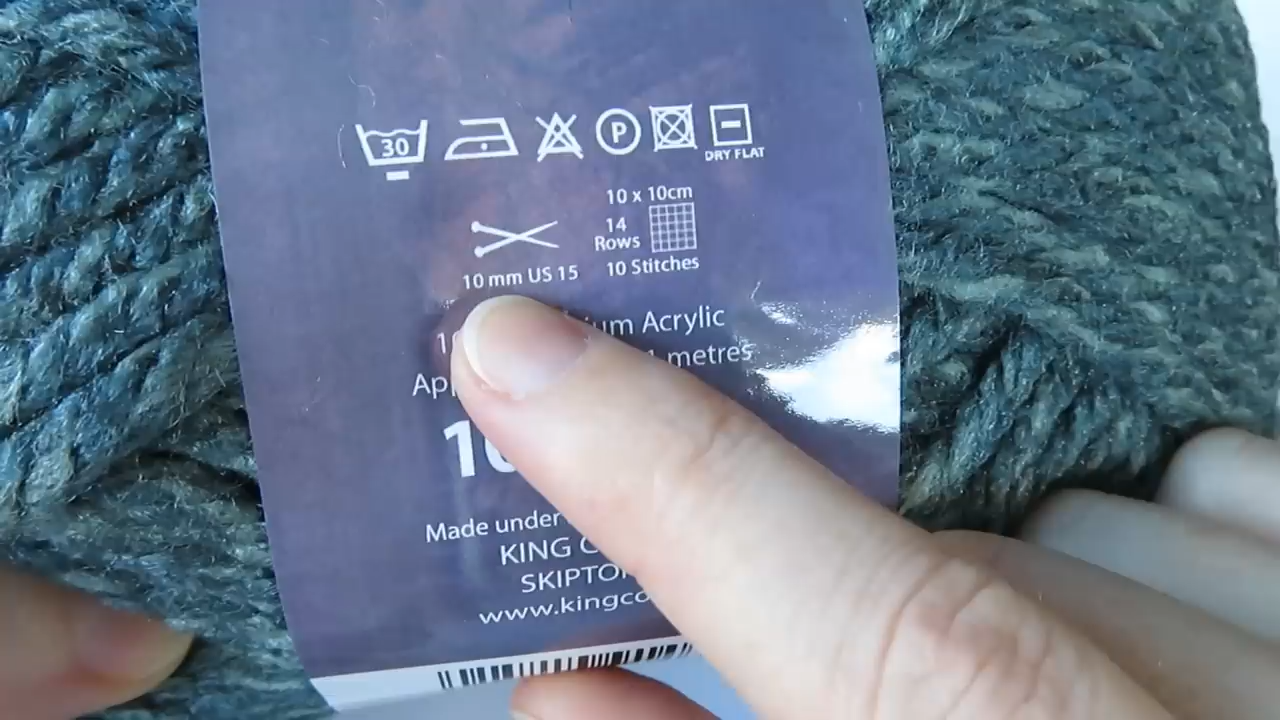 30
P
DRY FLAT
10 x 10cm
14
Rows
10 mm US 15
10 Stitches
Acrylic
metres
Made under
KING
www.kingco